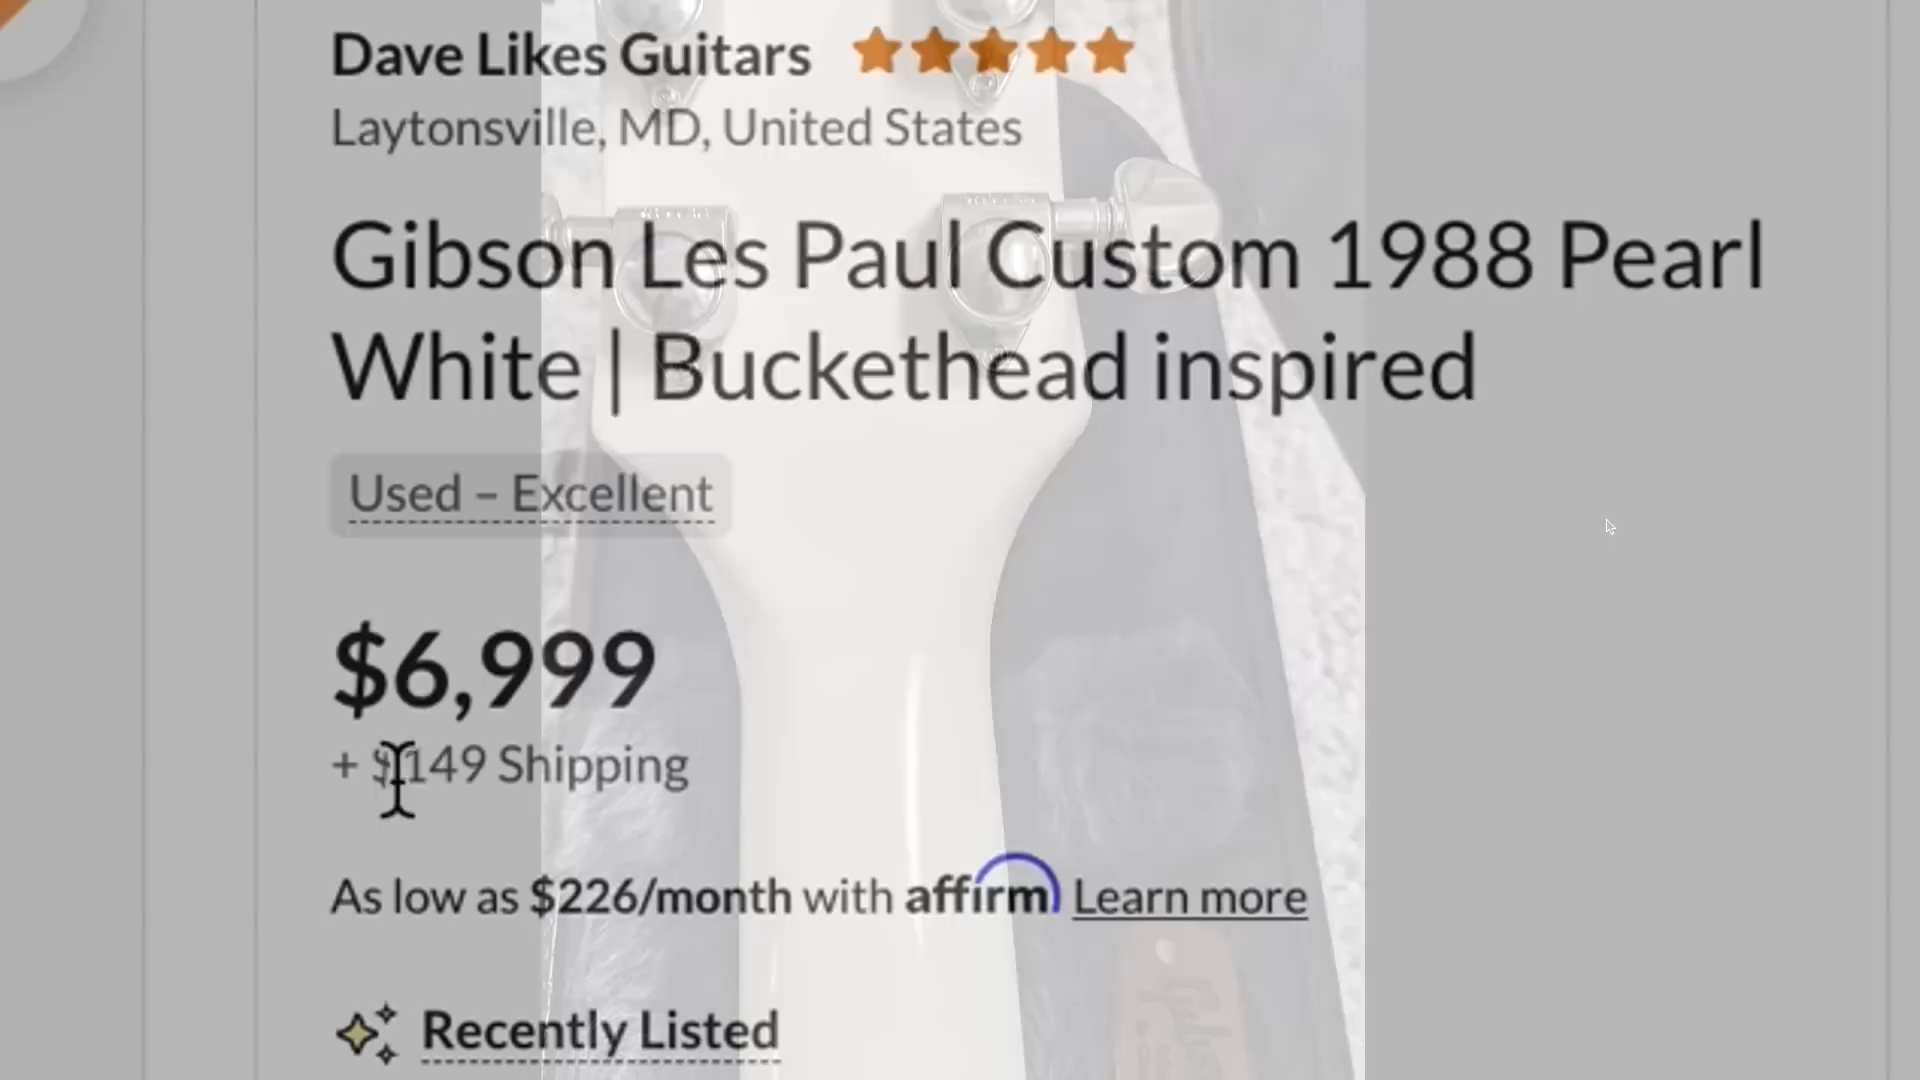 Dave Likes Guitars
Laytonsville, MD, United States
Gibson Les Paul Custom 1988 Pearl
White | Buckethead inspired
Used – Excellent
$6,999
+ $149 Shipping
As low as $226/month with affirm Learn more
Recently Listed
Gibson